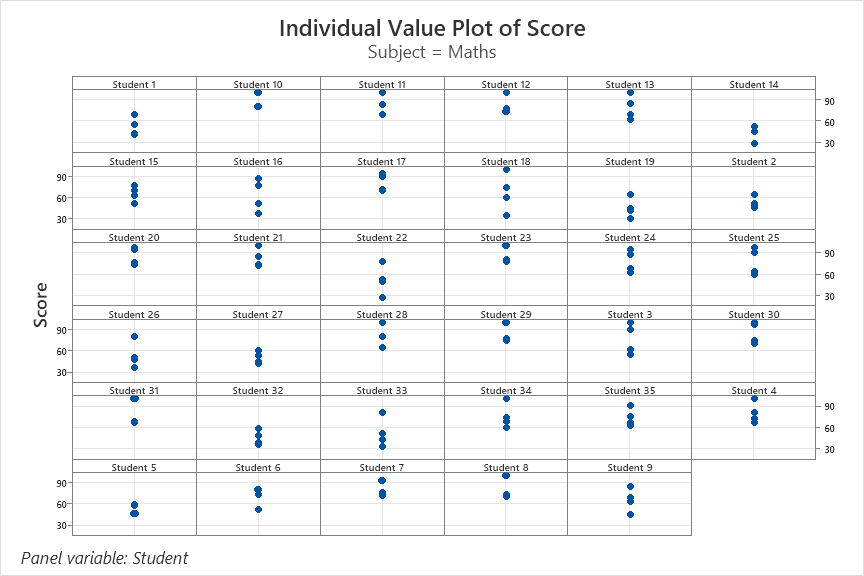 Individual Value Plot of Score
Subject = Maths
Student 1 Student 10 Student 11 Student 12 Student 13 Student 14
90
60
30
Student 15 Student 16 Student 17 Student 18 Student 19 Student 2
90
60
30
Student 20 Student 21 Student 22 Student 23 Student 24 Student 25
90
60
30
Score
Student 26 Student 27 Student 28 Student 29 Student 3 Student 30
90
60
30
Student 31 Student 32 Student 33 Student 34 Student 35 Student 4
90
60
30
Student 5 Student 6 Student 7 Student 8 Student 9
90
60
30
Panel variable: Student